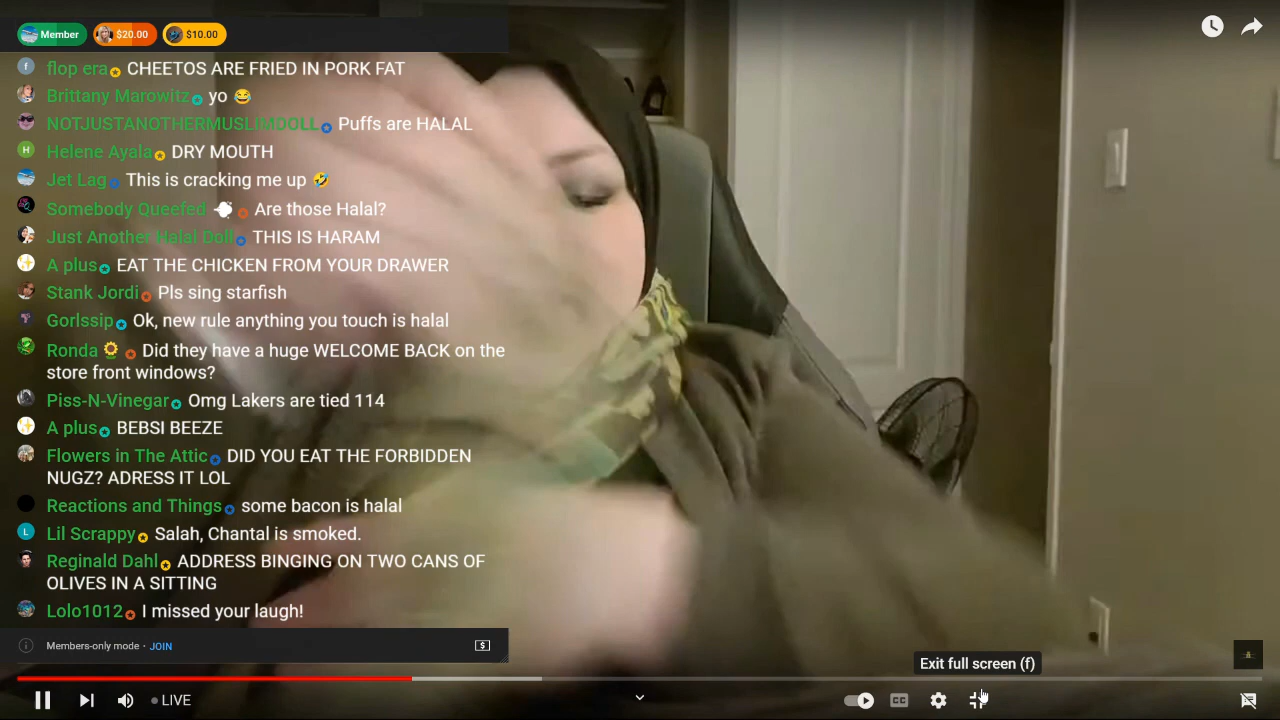 Member $20.00 $10.00
flop era CHEETOS ARE FRIED IN PORK FAT
Brittany Marowitz yo 😂
NOTJUSTANOTHERMUSLIMDOLL Puffs are HALAL
Helene Ayala DRY MOUTH
Jet Lag This is cracking me up 🤣
Somebody Queefed 💨 Are those Halal?
Just Another Halal Doll THIS IS HARAM
A plus EAT THE CHICKEN FROM YOUR DRAWER
Stank Jordi Pls sing starfish
Gorlssip Ok, new rule anything you touch is halal
Ronda 🌻 Did they have a huge WELCOME BACK on the
store front windows?
Piss-N-Vinegar Omg Lakers are tied 114
A plus BEBSI BEEZE
Flowers in The Attic DID YOU EAT THE FORBIDDEN
NUGZ? ADRESS IT LOL
Reactions and Things some bacon is halal
Lil Scrappy Salah, Chantal is smoked.
Reginald Dahl ADDRESS BINGING ON TWO CANS OF
OLIVES IN A SITTING
Lolo1012 I missed your laugh!
Members-only mode · JOIN
Exit full screen (f)
LIVE
CC